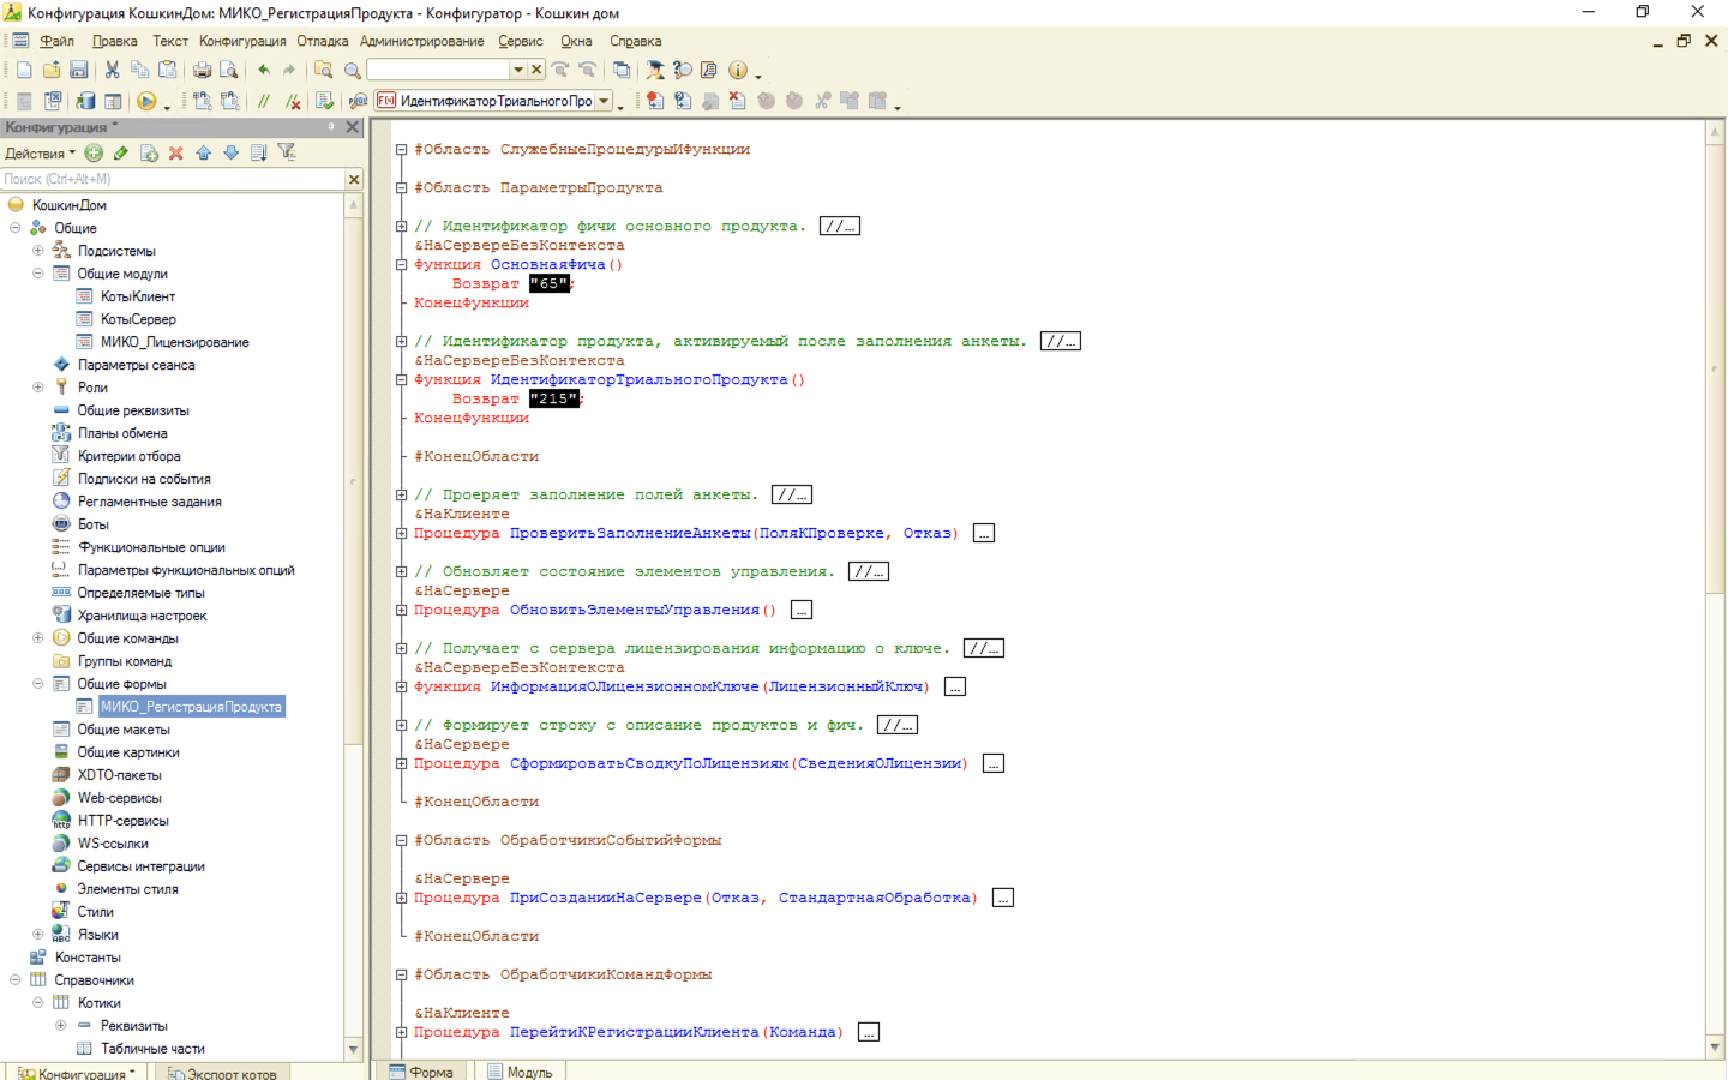 Конфигурация КошкинДом: МИКО_РегистрацияПродукта - Конфигуратор - Кошкин дом
Файл Правка Текст Конфигурация Отладка Администрирование Сервис Окна Справка
ИдентификаторТриальногоПро
Конфигурация *
Действия
Поиск (Ctrl+Alt+M)
КошкинДом
Общие
Подсистемы
Общие модули
КотыКлиент
КотыСервер
МИКО_Лицензирование
Параметры сеанса
Роли
Общие реквизиты
Планы обмена
Критерии отбора
Подписки на события
Регламентные задания
Боты
Функциональные опции
Параметры функциональных опций
Определяемые типы
Хранилища настроек
Общие команды
Группы команд
Общие формы
МИКО_РегистрацияПродукта
Общие макеты
Общие картинки
XDTO-пакеты
Web-сервисы
HTTP-сервисы
WS-ссылки
Сервисы интеграции
Элементы стиля
Стили
Языки
Константы
Справочники
Котики
Реквизиты
Табличные части
Конфигурация * Экспорт котов
#Область СлужебныеПроцедурыИФункции
#Область ПараметрыПродукта
// Идентификатор фичи основного продукта. //...
&НаСервереБезКонтекста
Функция ОсновнаяФича()
Возврат "65";
КонецФункции
// Идентификатор продукта, активируемый после заполнения анкеты. //...
&НаСервереБезКонтекста
Функция ИдентификаторТриальногоПродукта()
Возврат "215";
КонецФункции
#КонецОбласти
// Проеряет заполнение полей анкеты. //...
&НаКлиенте
Процедура ПроверитьЗаполнениеАнкеты(ПоляКПроверке, Отказ) ...
// Обновляет состояние элементов управления. //...
&НаСервере
Процедура ОбновитьЭлементыУправления() ...
// Получает с сервера лицензирования информацию о ключе. //...
&НаСервереБезКонтекста
Функция ИнформацияОЛицензионномКлюче(ЛицензионныйКлюч) ...
// Формирует строку с описание продуктов и фич. //...
&НаСервере
Процедура СформироватьСводкуПоЛицензиям(СведенияОЛицензии) ...
#КонецОбласти
#Область ОбработчикиСобытийФормы
&НаСервере
Процедура ПриСозданииНаСервере(Отказ, СтандартнаяОбработка) ...
#КонецОбласти
#Область ОбработчикиКомандФормы
&НаКлиенте
Процедура ПерейтиКРегистрацииКлиента(Команда) ...
Форма Модуль